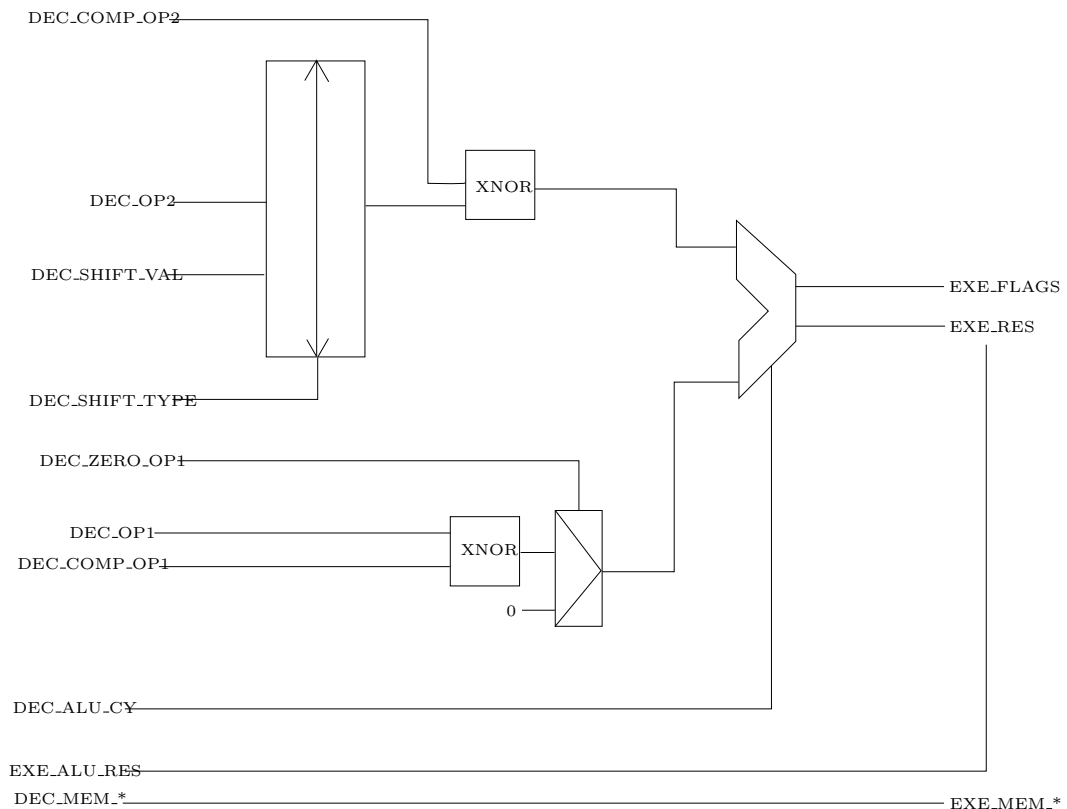 DEC_COMP_OP2
XNOR
DEC_OP2
DEC_SHIFT_VAL
EXE_FLAGS
EXE_RES
DEC_SHIFT_TYPE
DEC_ZERO_OP1
DEC_OP1
XNOR
DEC_COMP_OP1
0
DEC_ALU_CY
EXE_ALU_RES
DEC_MEM_*
EXE_MEM_*